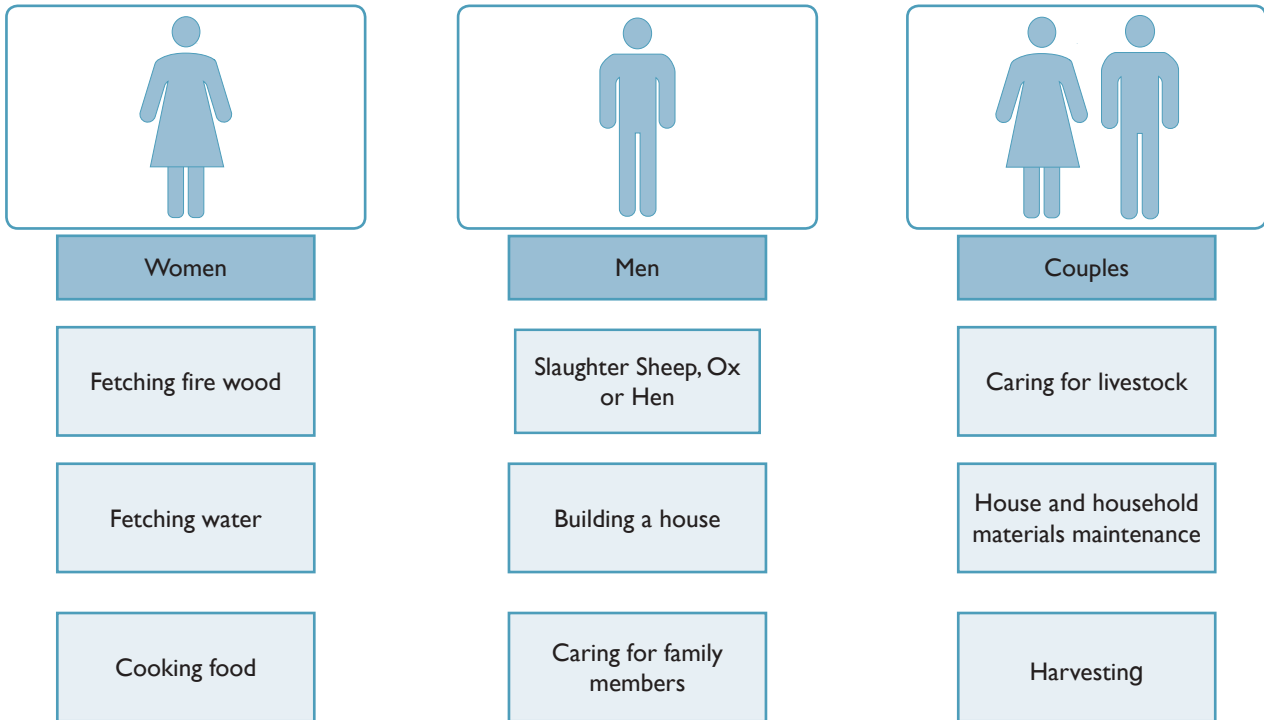 Women
Men
Couples
Fetching fire wood
Slaughter Sheep, Ox
or Hen
Caring for livestock
Fetching water
Building a house
House and household
materials maintenance
Cooking food
Caring for family
members
Harvesting